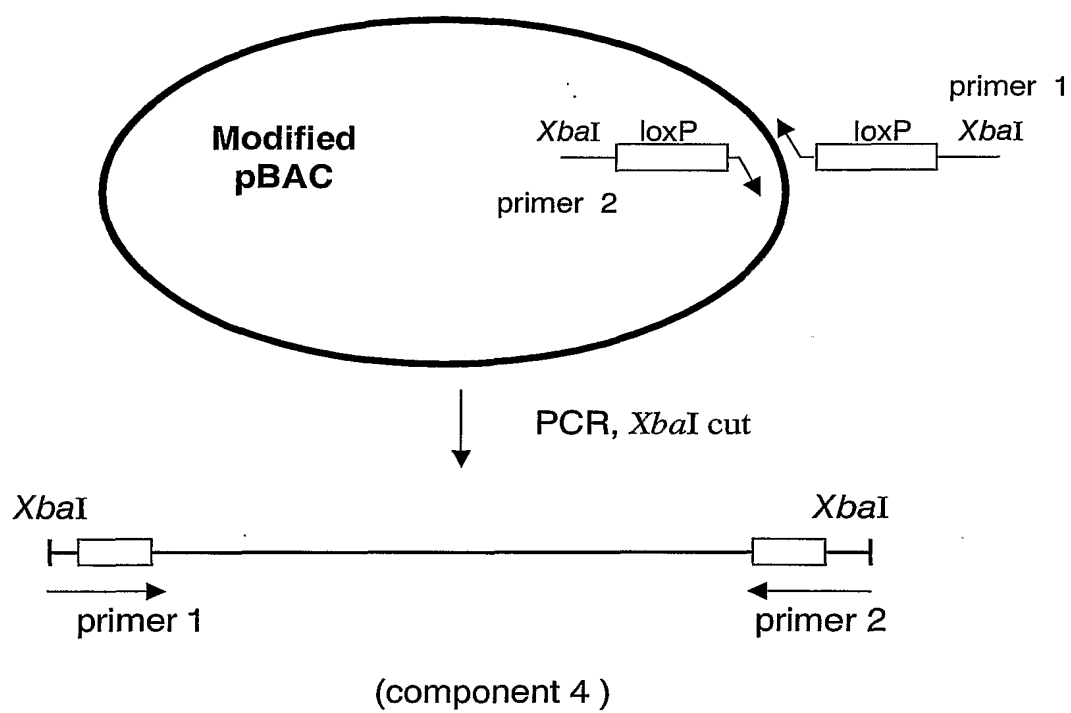 primer 1
Modified
pBAC
XbaI
loxP
loxP
XbaI
primer 2
PCR, XbaI cut
XbaI
XbaI
primer 1
primer 2
(component 4 )